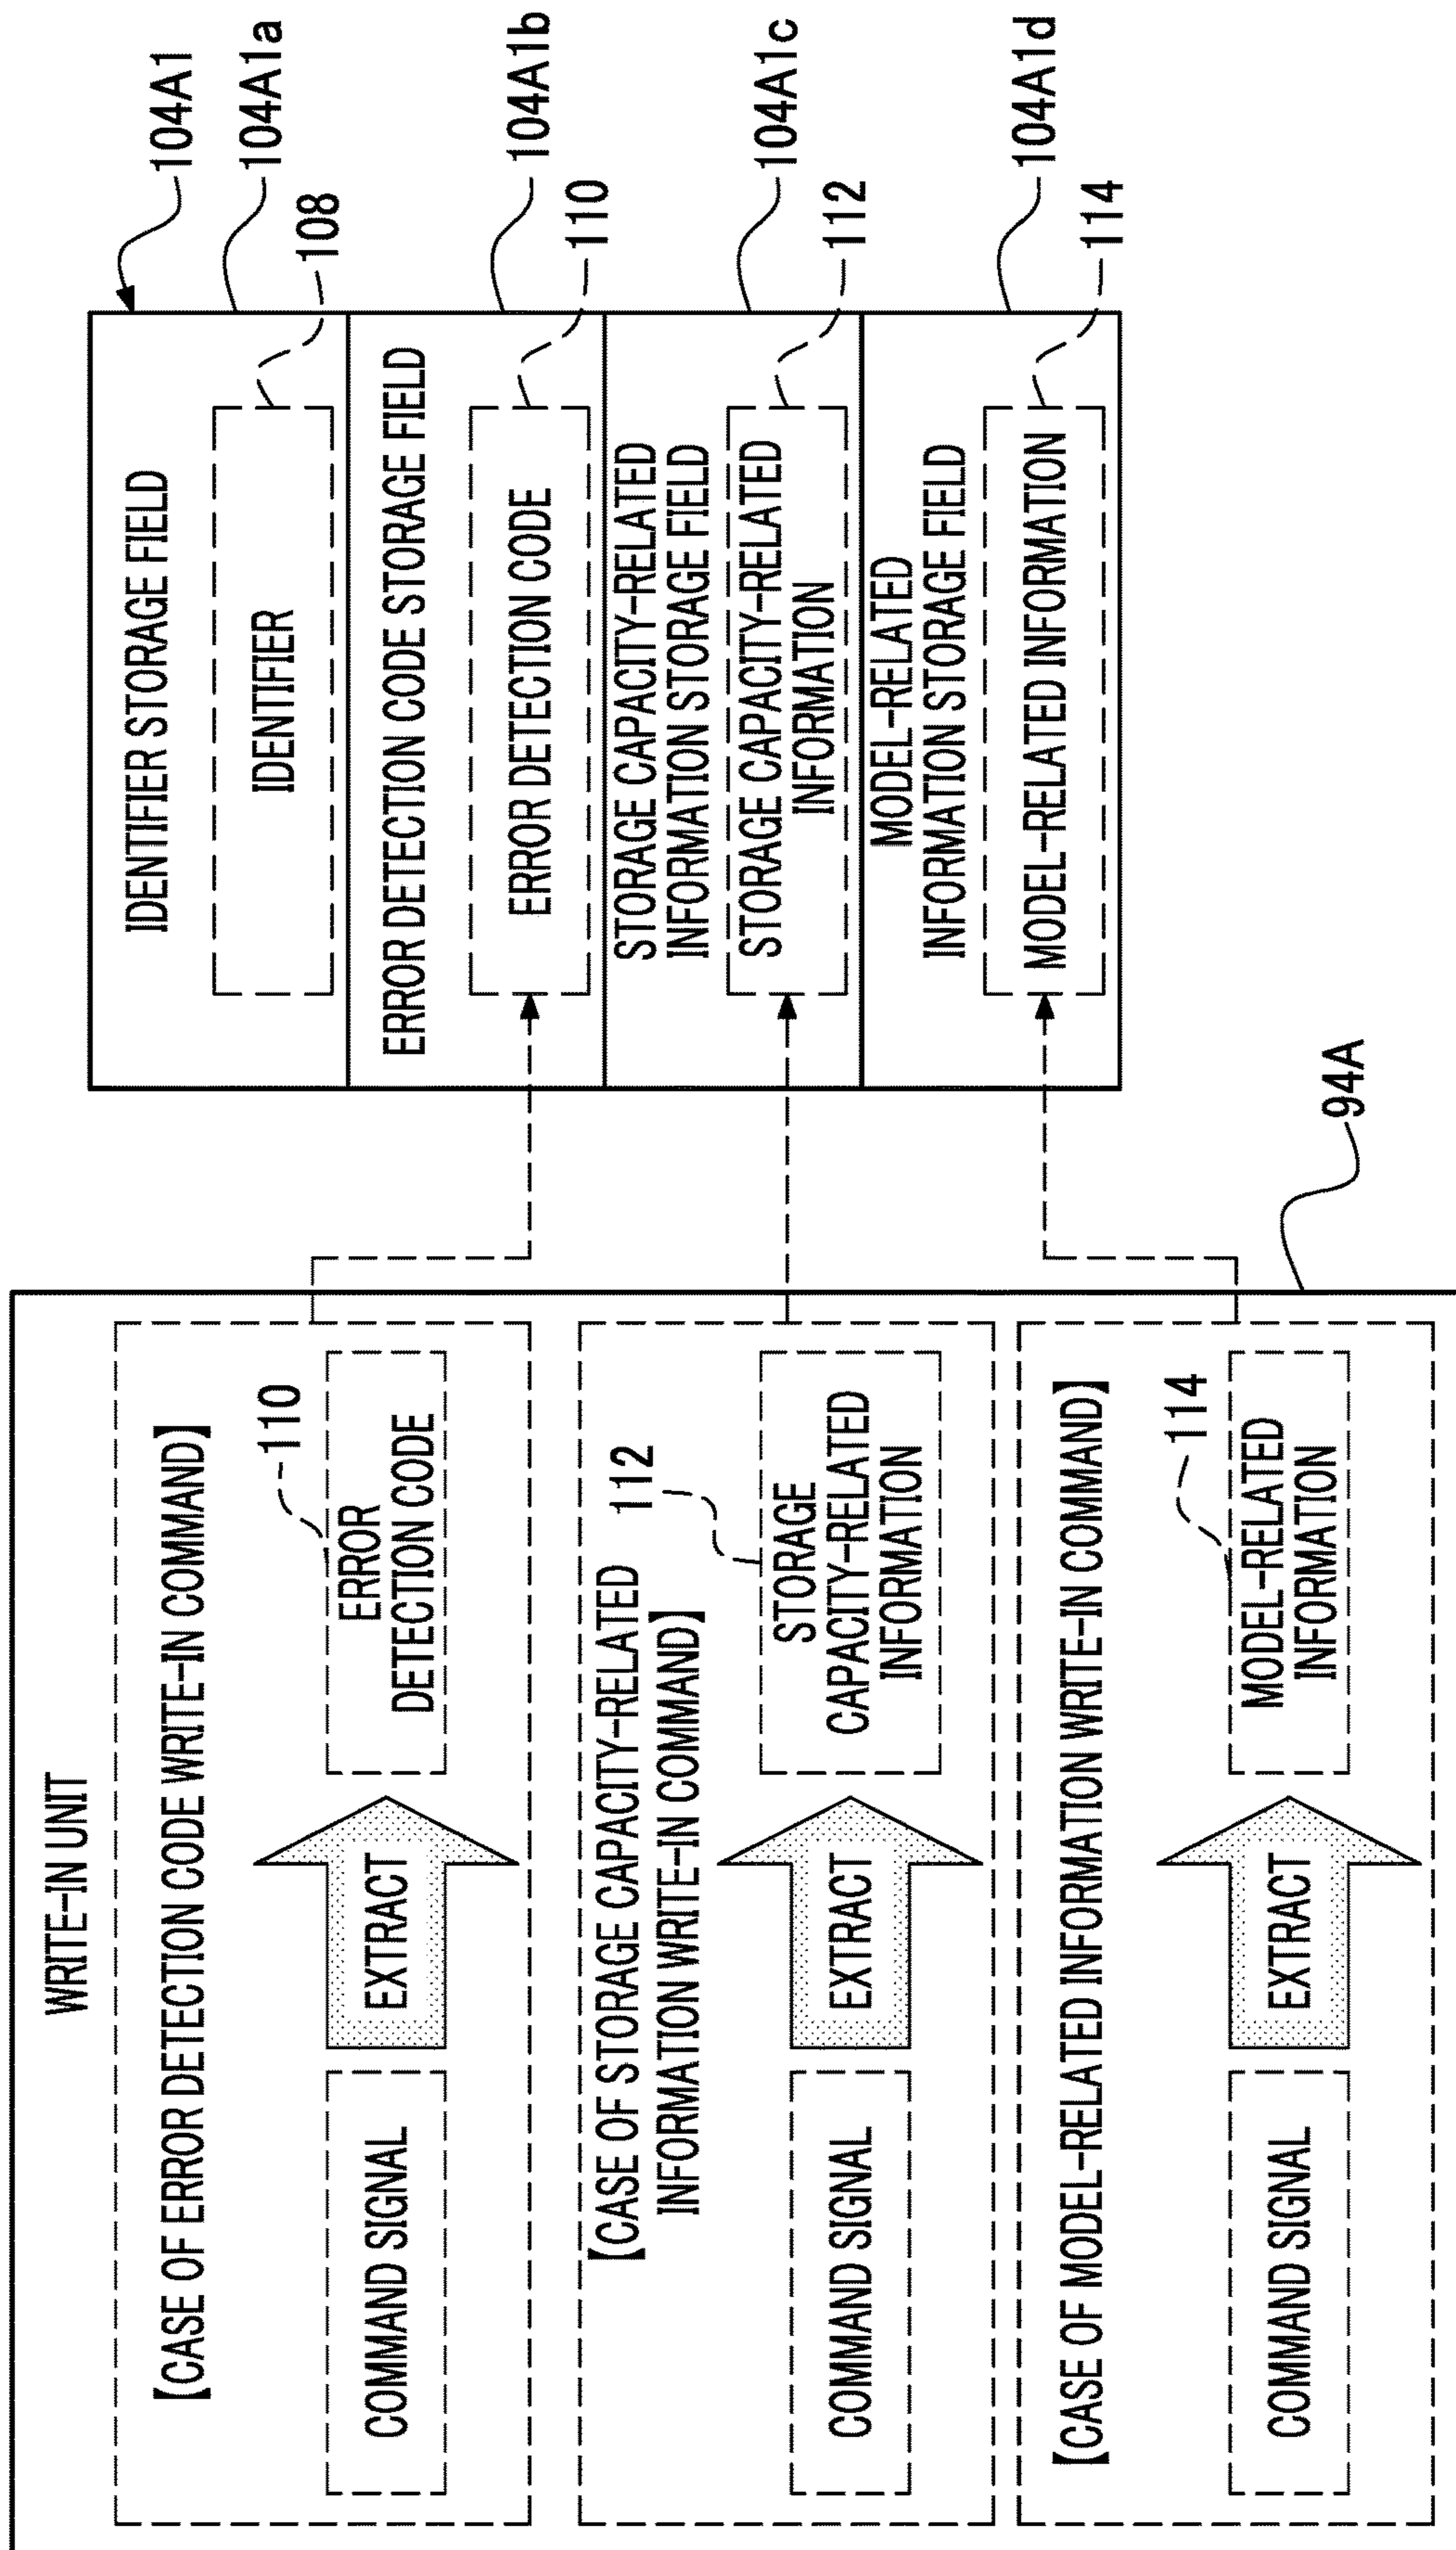 WRITE-IN UNIT
【CASE OF ERROR DETECTION CODE WRITE-IN COMMAND】
COMMAND SIGNAL
EXTRACT
110
ERROR
DETECTION CODE
【CASE OF STORAGE CAPACITY-RELATED
INFORMATION WRITE-IN COMMAND】
COMMAND SIGNAL
EXTRACT
112
STORAGE
CAPACITY-RELATED
INFORMATION
【CASE OF MODEL-RELATED INFORMATION WRITE-IN COMMAND】
COMMAND SIGNAL
EXTRACT
114
MODEL-RELATED
INFORMATION
94A
104A1
IDENTIFIER STORAGE FIELD
104A1a
IDENTIFIER
108
ERROR DETECTION CODE STORAGE FIELD
104A1b
ERROR DETECTION CODE
110
STORAGE CAPACITY-RELATED
INFORMATION STORAGE FIELD
104A1c
STORAGE CAPACITY-RELATED
INFORMATION
112
MODEL-RELATED
INFORMATION STORAGE FIELD
104A1d
MODEL-RELATED INFORMATION
114